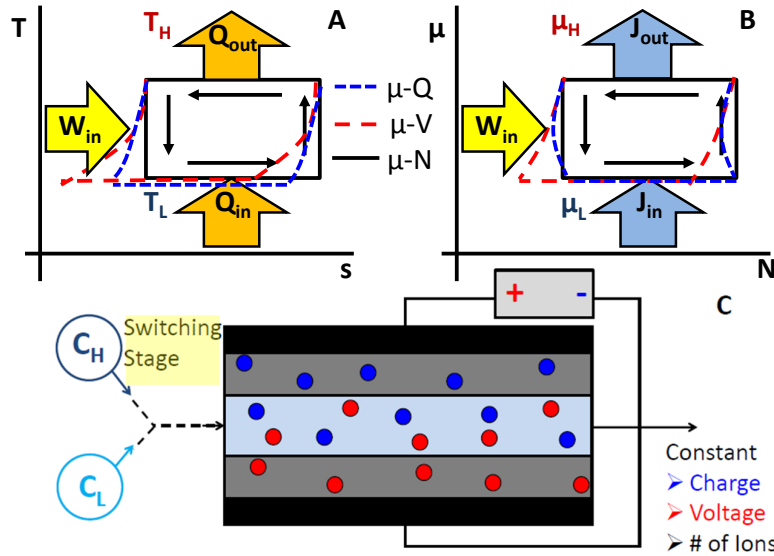 T
A
T_H
Q_out
W_in
T_L
Q_in
s
μ-Q
μ-V
μ-N
μ
B
μ_H
J_out
W_in
μ_L
J_in
N
C
+ -
C_H
Switching
Stage
C_L
Constant
➢ Charge
➢ Voltage
➢ # of Ions